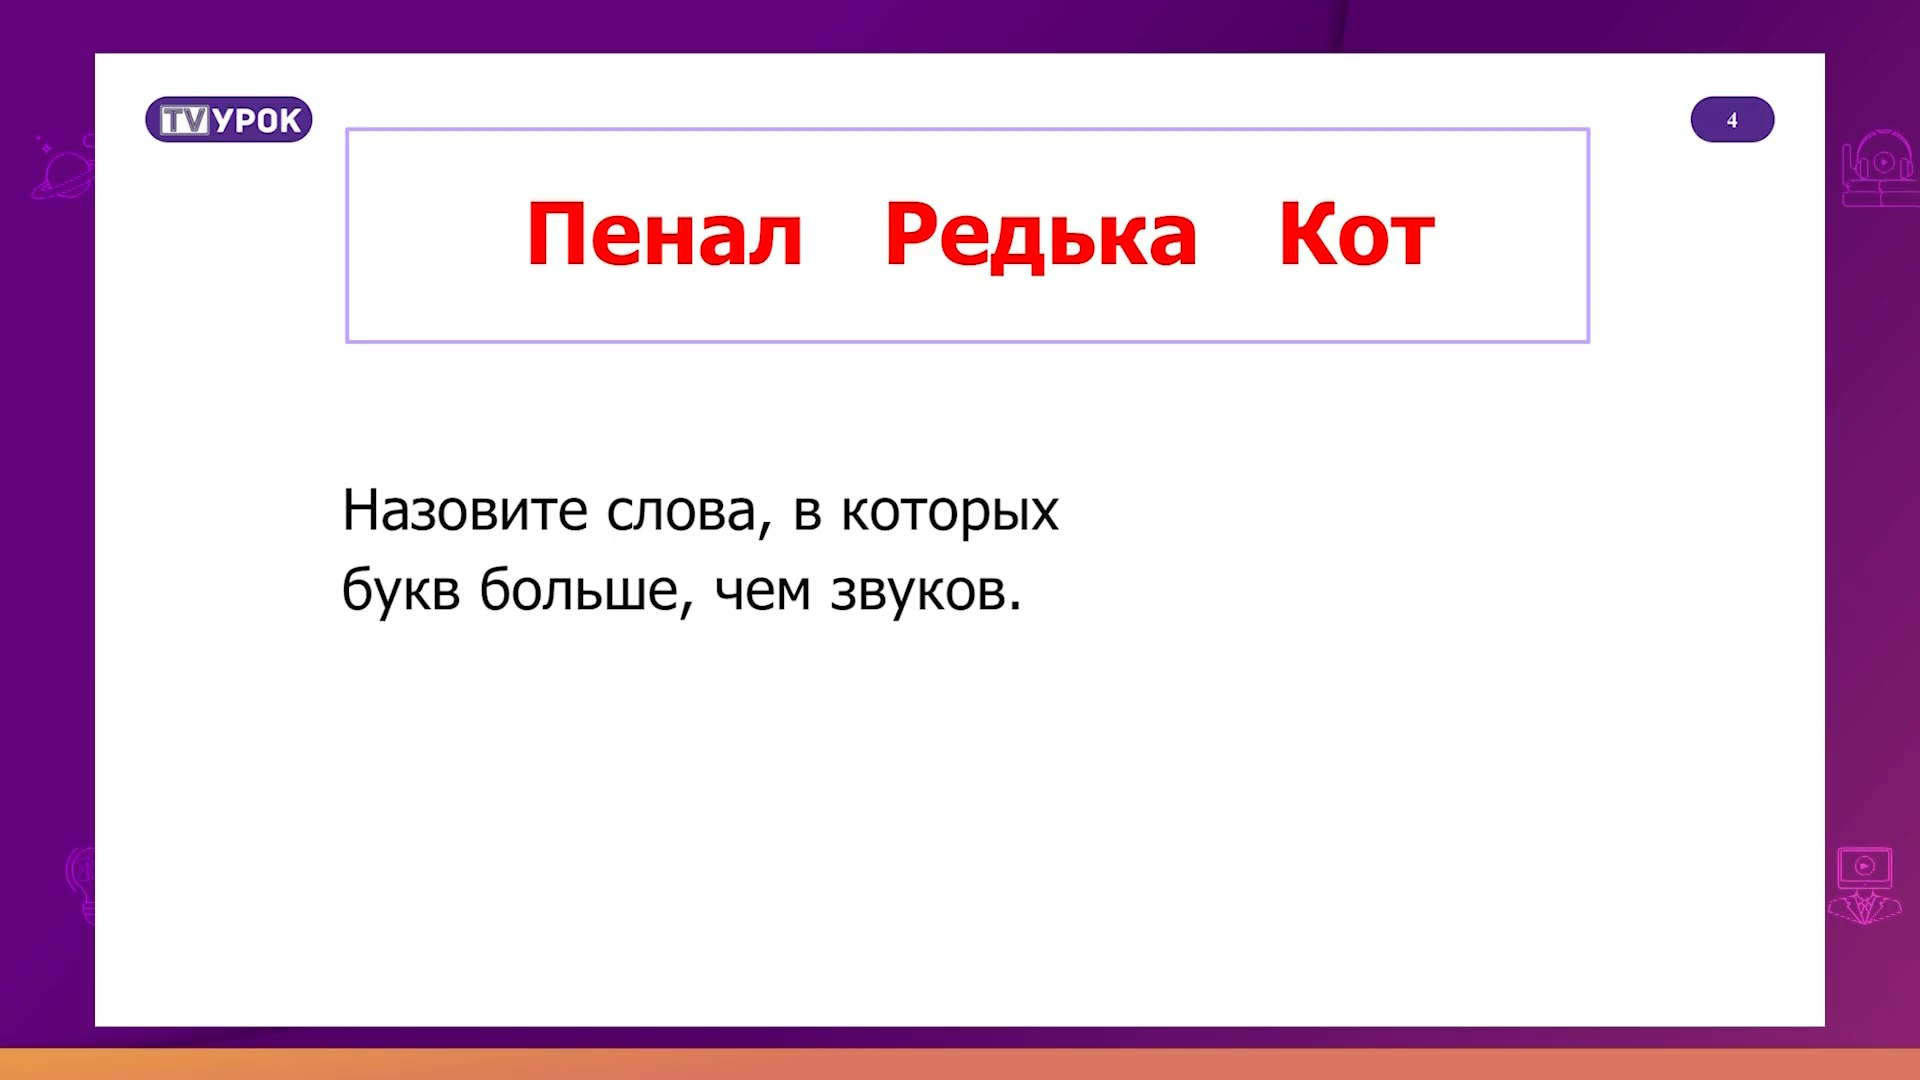 TVУРОК
4
Пенал Редька Кот
Назовите слова, в которых
букв больше, чем звуков.